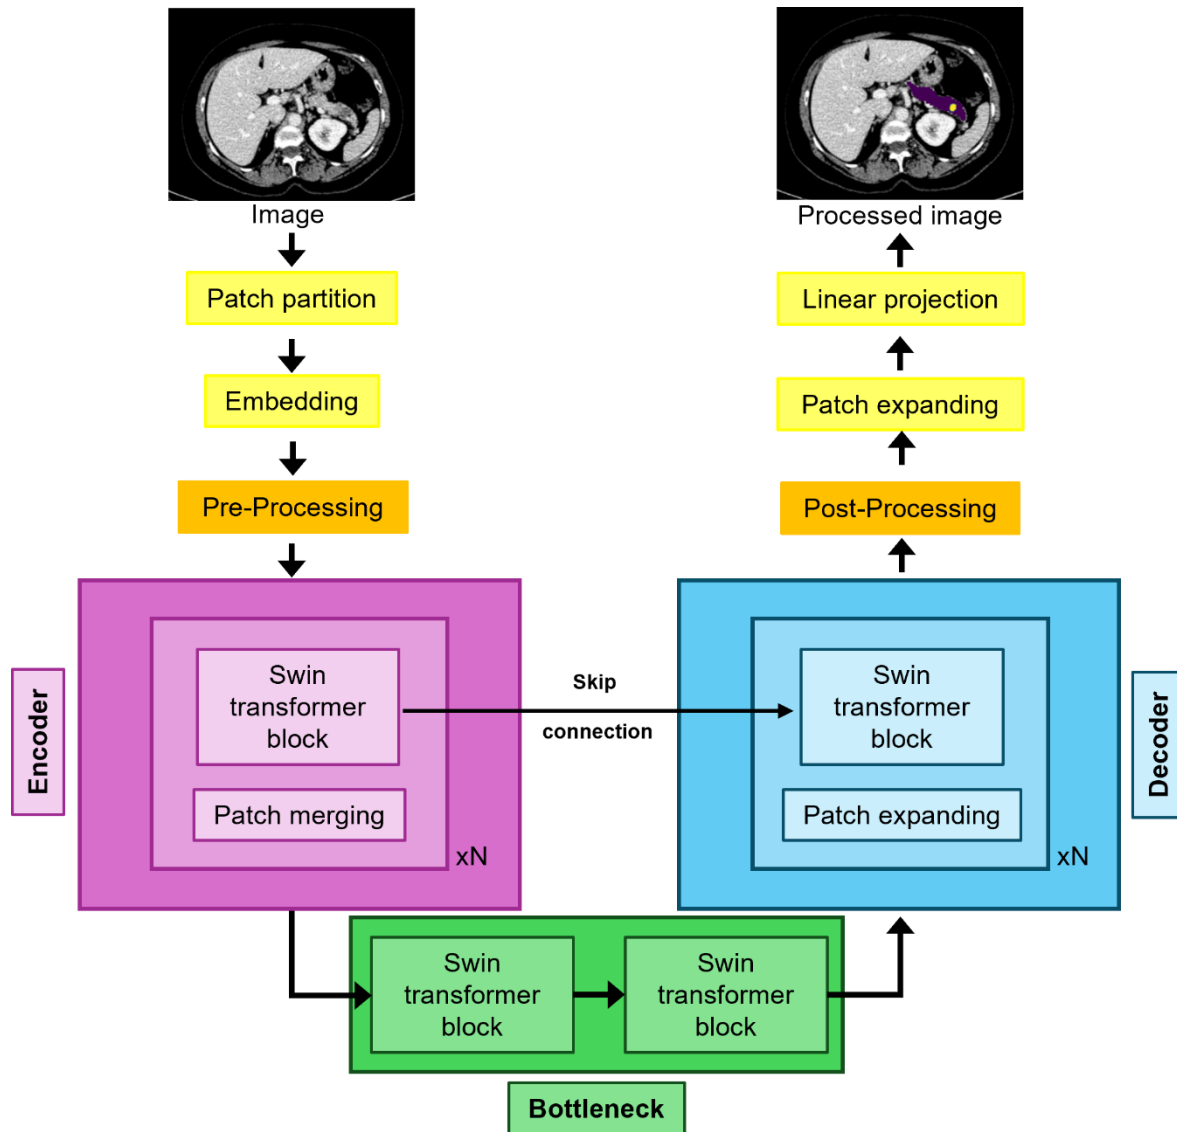 Image
Patch partition
Embedding
Pre-Processing
Encoder
Swin
transformer
block
Patch merging
xN
Skip
connection
Swin
transformer
block
Swin
transformer
block
Bottleneck
Decoder
Swin
transformer
block
Patch expanding
xN
Post-Processing
Patch expanding
Linear projection
Processed image